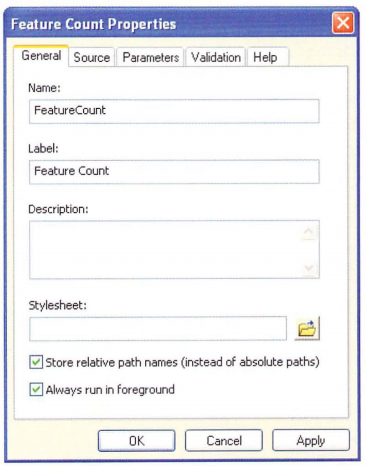 Feature Count Properties
General Source Parameters Validation Help
Name:
FeatureCount
Label:
Feature Count
Description:
Stylesheet:
Store relative path names (instead of absolute paths)
Always run in foreground
OK Cancel Apply